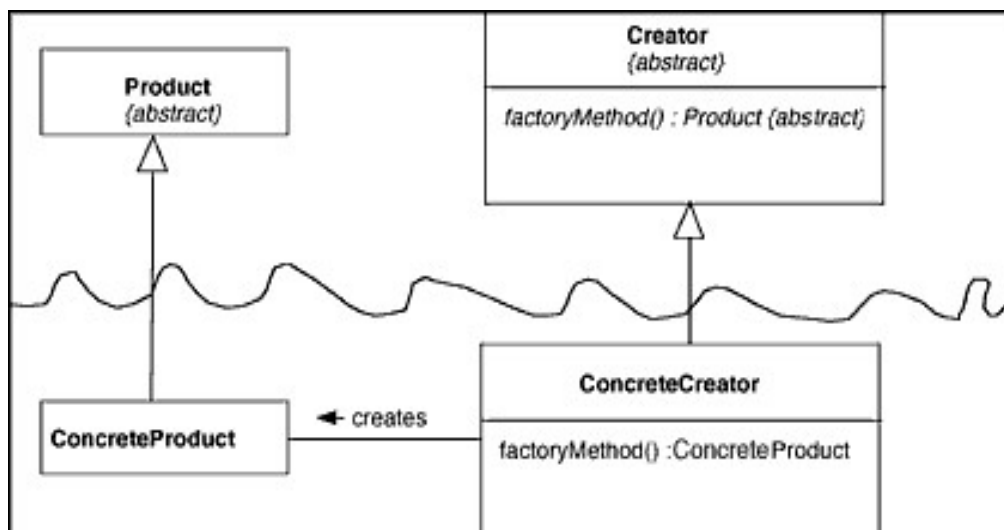 Product
{abstract)
Creator
{abstract}
factoryMethod() : Product {abstract}
◄- creates
ConcreteProduct
ConcreteCreator
factoryMethod() :ConcreteProduct